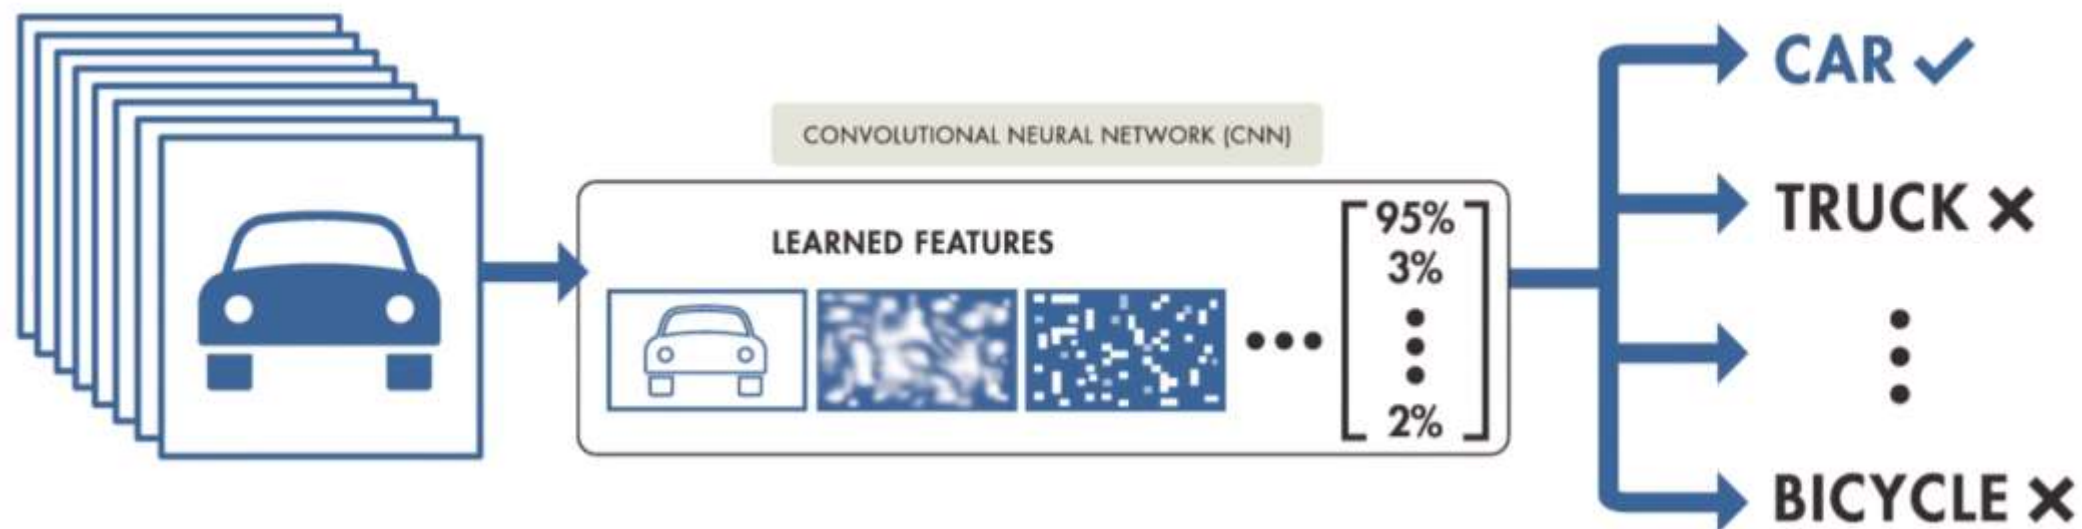 CONVOLUTIONAL NEURAL NETWORK (CNN)
LEARNED FEATURES
95%
3%
2%
CAR
TRUCK
BICYCLE